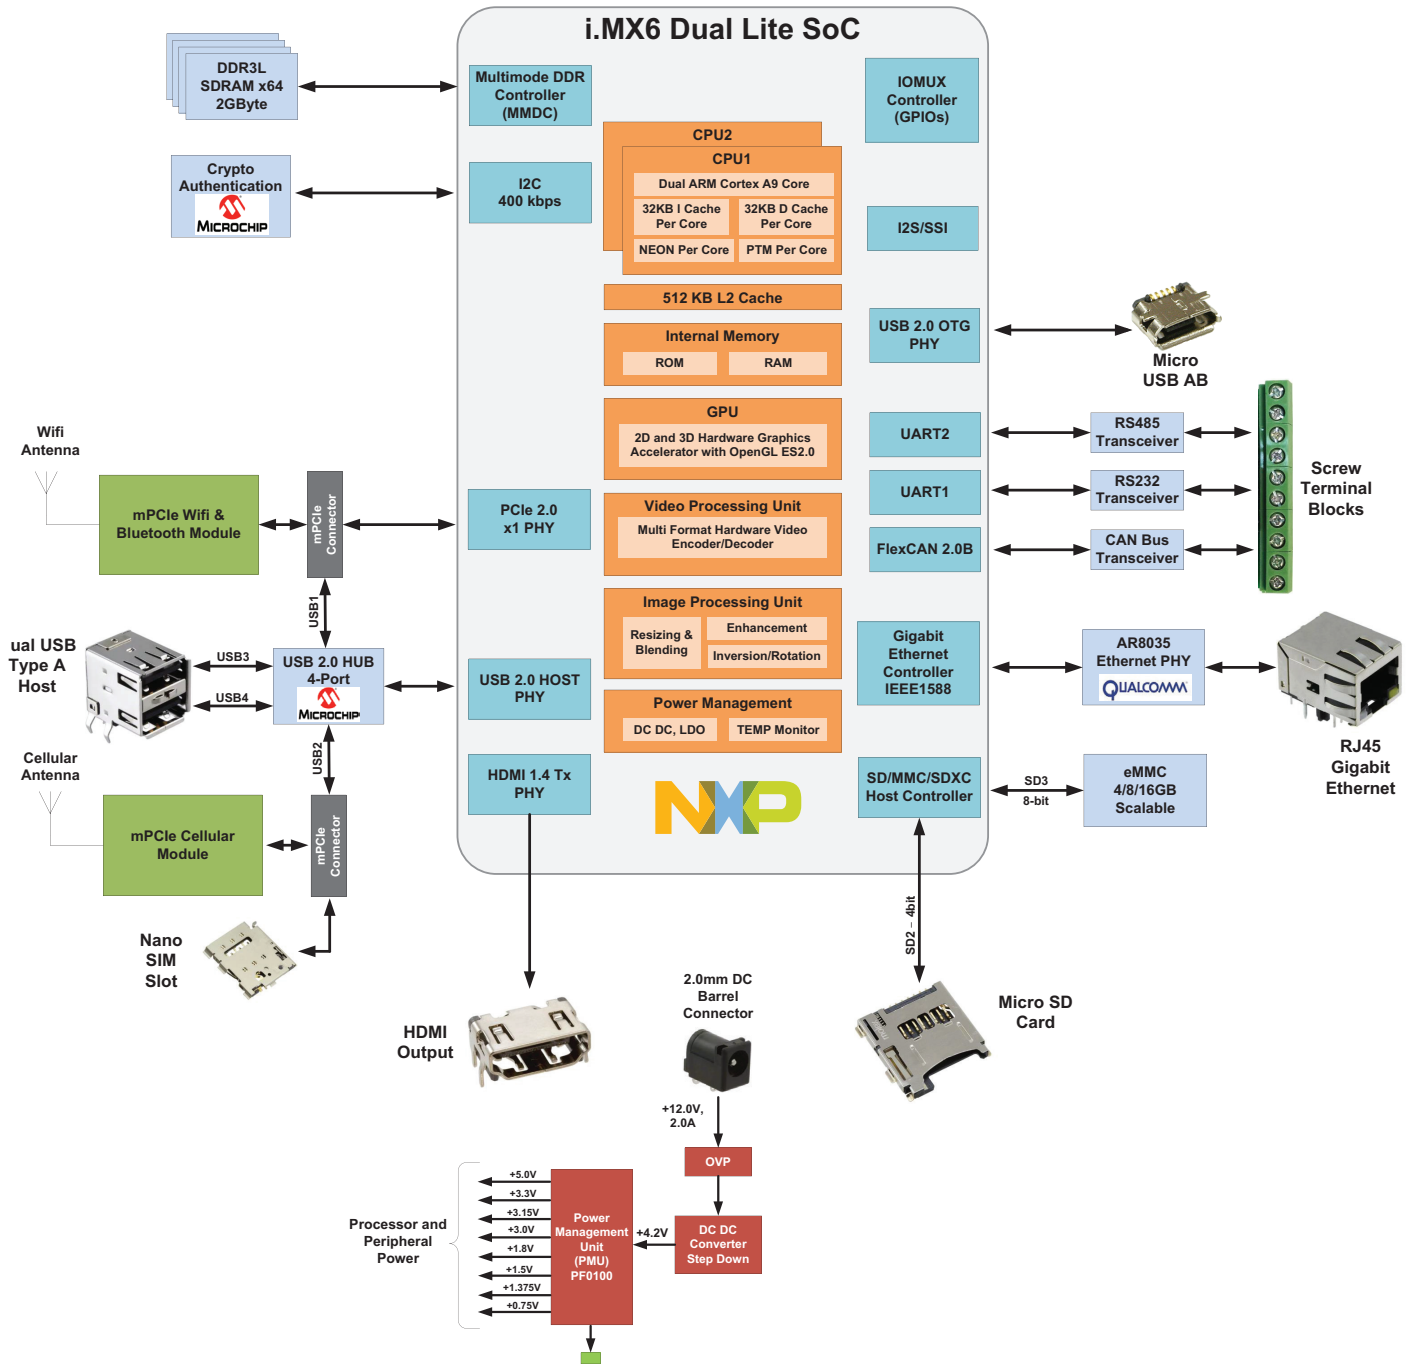 i.MX6 Dual Lite SoC
DDR3L
SDRAM x64
2GByte
Multimode DDR
Controller
(MMDC)
IOMUX
Controller
(GPIOs)
CPU2
CPU1
Dual ARM Cortex A9 Core
32KB I Cache
Per Core
32KB D Cache
Per Core
NEON Per Core
PTM Per Core
Crypto
Authentication
MICROCHIP
I2C
400 kbps
I2S/SSI
512 KB L2 Cache
Internal Memory
ROM
RAM
USB 2.0 OTG
PHY
Micro
USB AB
GPU
2D and 3D Hardware Graphics
Accelerator with OpenGL ES2.0
UART2
RS485
Transceiver
UART1
RS232
Transceiver
FlexCAN 2.0B
CAN Bus
Transceiver
Screw
Terminal
Blocks
Wifi
Antenna
mPCIe Wifi &
Bluetooth Module
mPCIe
Connector
PCIe 2.0
x1 PHY
Video Processing Unit
Multi Format Hardware Video
Encoder/Decoder
USB1
Image Processing Unit
Resizing &
Blending
Enhancement
Inversion/Rotation
Gigabit
Ethernet
Controller
IEEE1588
AR8035
Ethernet PHY
QUALCOMM
RJ45
Gigabit
Ethernet
ual USB
Type A
Host
USB3
USB4
USB 2.0 HUB
4-Port
MICROCHIP
USB 2.0 HOST
PHY
Power Management
DC DC, LDO
TEMP Monitor
USB2
Cellular
Antenna
mPCIe Cellular
Module
mPCIe
Connector
HDMI 1.4 Tx
PHY
NXP
SD/MMC/SDXC
Host Controller
SD3
8-bit
eMMC
4/8/16GB
Scalable
Nano
SIM
Slot
SD2 – 4bit
HDMI
Output
2.0mm DC
Barrel
Connector
Micro SD
Card
+12.0V,
2.0A
OVP
DC DC
Converter
Step Down
+4.2V
Power
Management
Unit
(PMU)
PF0100
+5.0V
+3.3V
+3.15V
+3.0V
+1.8V
+1.5V
+1.375V
+0.75V
Processor and
Peripheral
Power